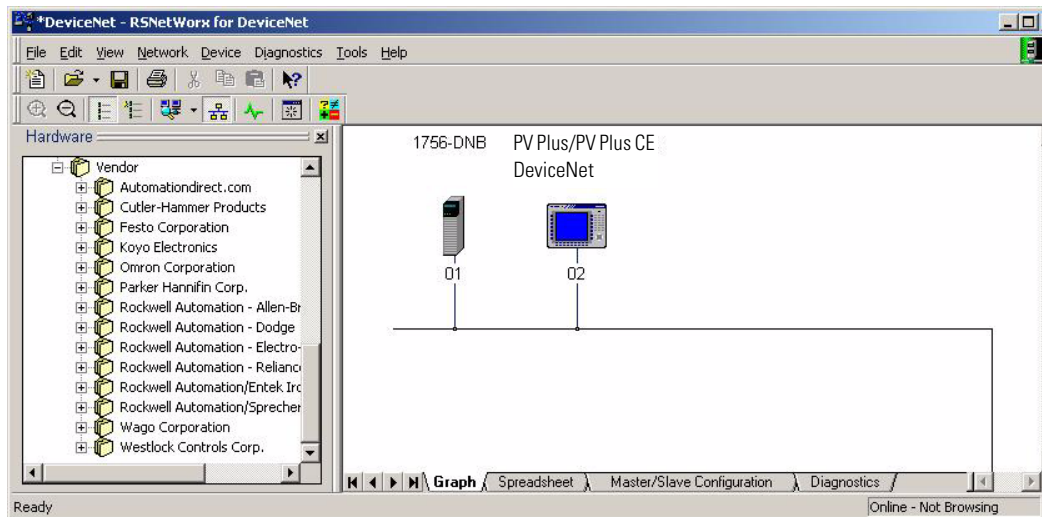 *DeviceNet - RSNetWorx for DeviceNet
File Edit View Network Device Diagnostics Tools Help
Hardware
Vendor
Automationdirect.com
Cutler-Hammer Products
Festo Corporation
Koyo Electronics
Omron Corporation
Parker Hannifin Corp.
Rockwell Automation - Allen-Br
Rockwell Automation - Dodge
Rockwell Automation - Electro-
Rockwell Automation - Relianc
Rockwell Automation/Entek Irc
Rockwell Automation/Sprecher
Wago Corporation
Westlock Controls Corp.
1756-DNB
PV Plus/PV Plus CE
DeviceNet
01
02
Graph Spreadsheet Master/Slave Configuration Diagnostics
Ready
Online - Not Browsing